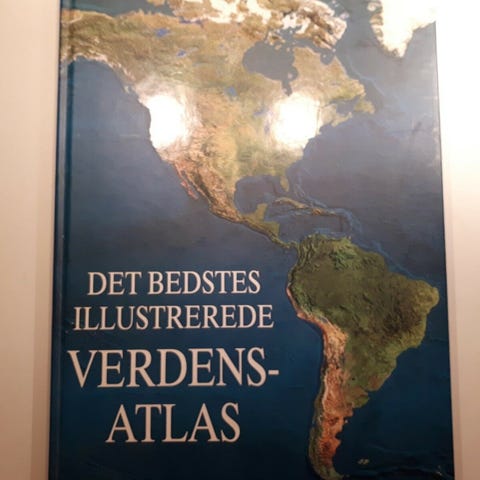 DET BEDSTES
ILLUSTREREDE
VERDENS-
ATLAS